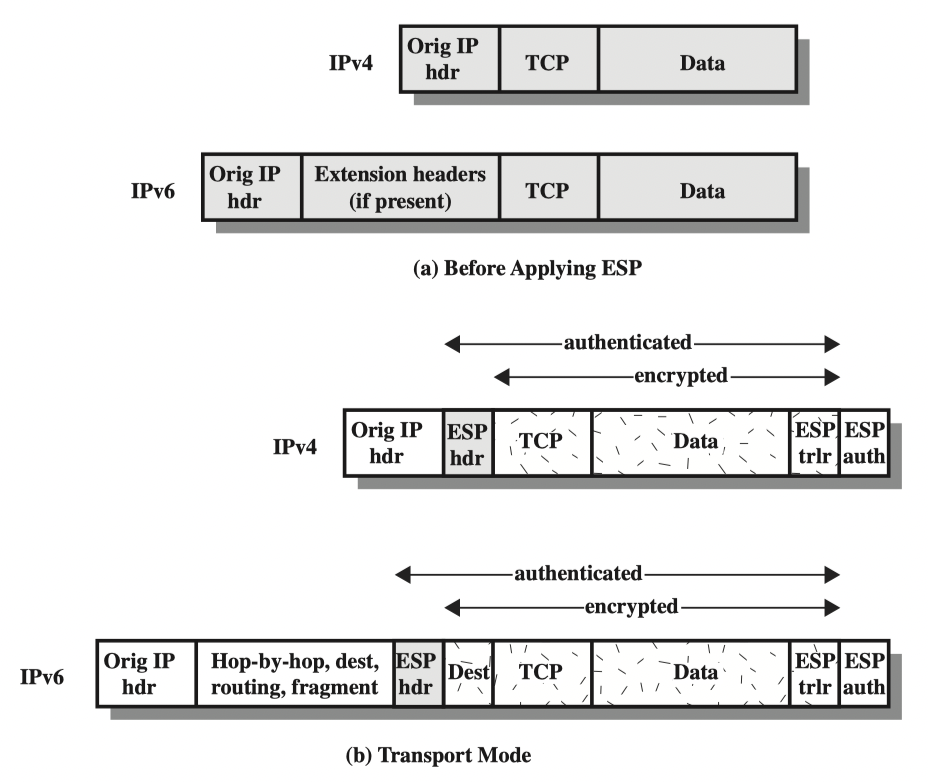 IPv4
Orig IP
hdr
TCP
Data
IPv6
Orig IP
hdr
Extension headers
(if present)
TCP
Data
(a) Before Applying ESP
authenticated
encrypted
IPv4
Orig IP
hdr
ESP
hdr
TCP
Data
ESP
trlr
ESP
auth
authenticated
encrypted
IPv6
Orig IP
hdr
Hop-by-hop, dest,
routing, fragment
ESP
hdr
Dest
TCP
Data
ESP
trlr
ESP
auth
(b) Transport Mode